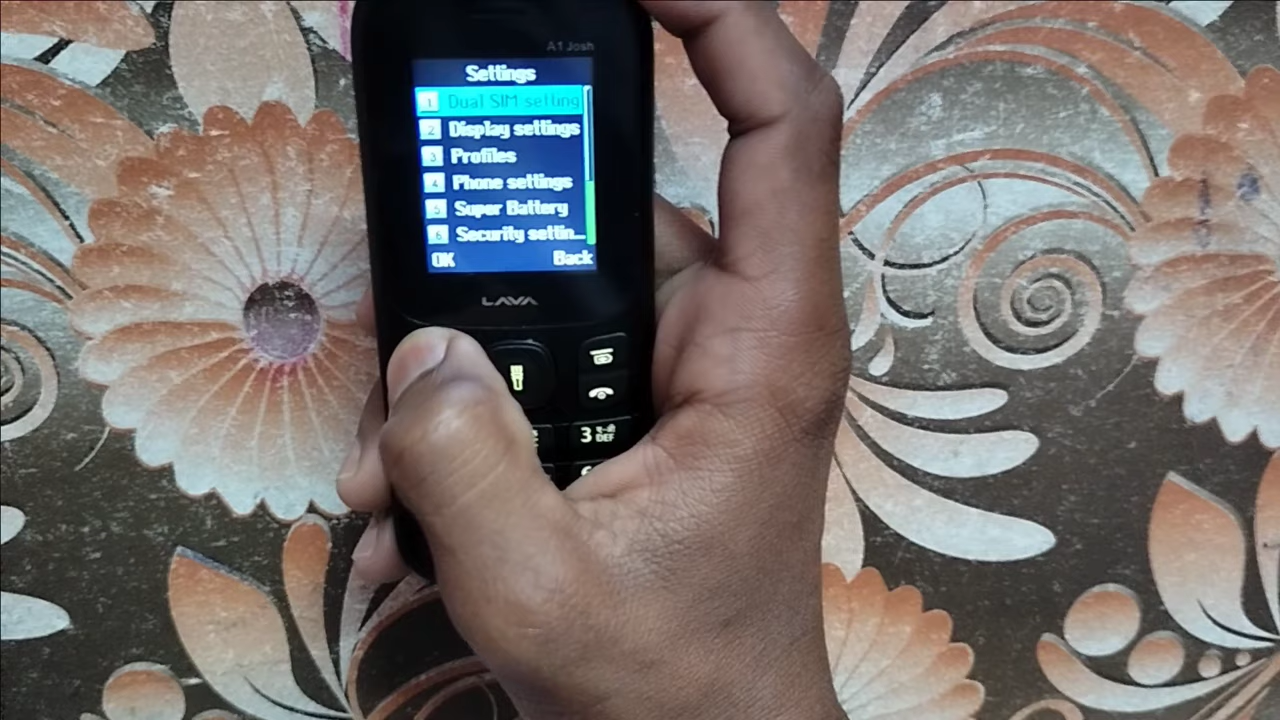 A1 Josh
Settings
1 Dual SIM setting
2 Display settings
3 Profiles
4 Phone settings
5 Super Battery
6 Security settin...
OK Back
LAVA
3 DEF